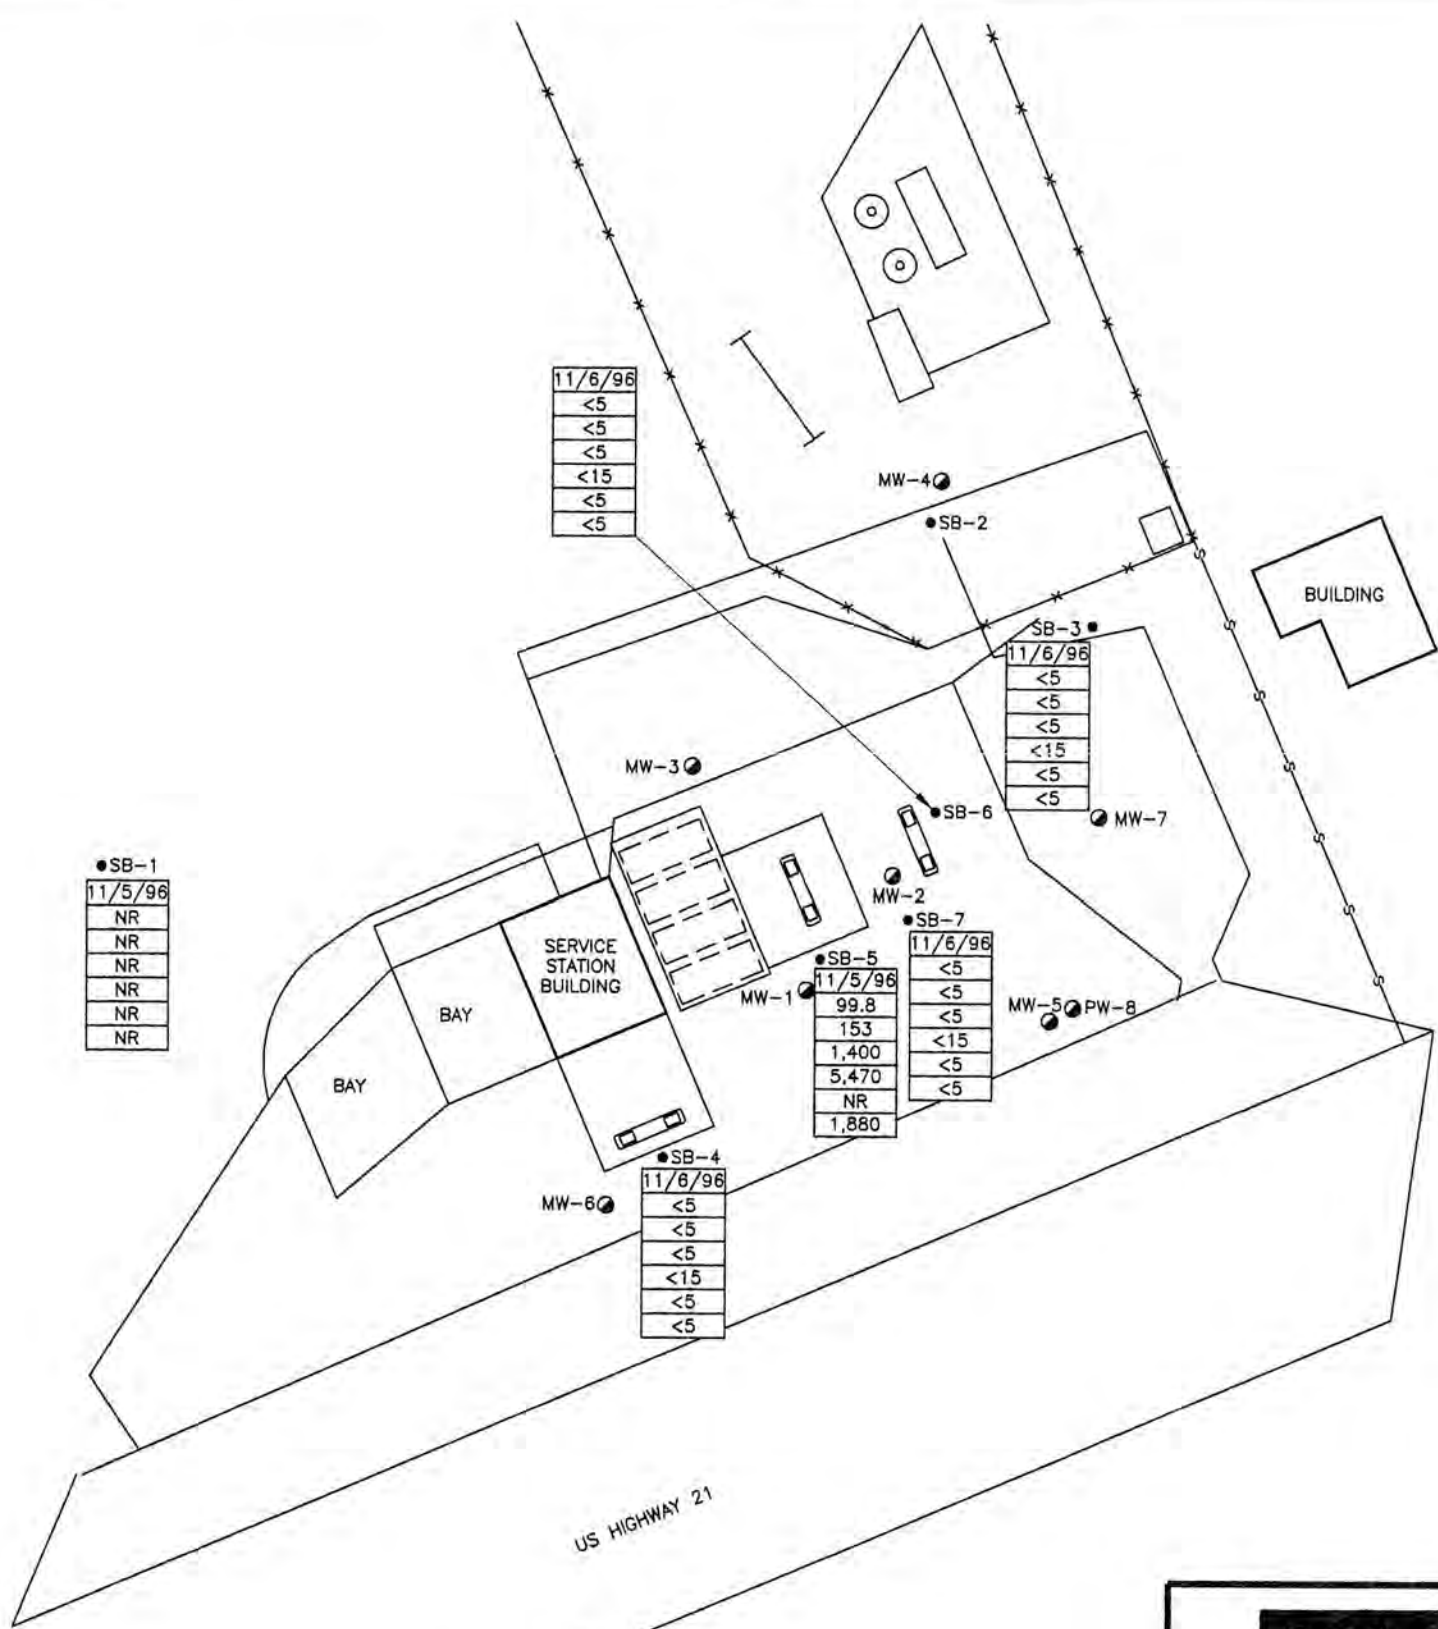 11/6/96
<5
<5
<5
<15
<5
<5
MW-4
SB-2
BUILDING
SB-3
11/6/96
<5
<5
<5
<15
<5
<5
MW-3
SB-6
MW-7
SB-1
11/5/96
NR
NR
NR
NR
NR
NR
MW-2
SB-7
11/6/96
<5
<5
<5
<15
<5
<5
SERVICE
STATION
BUILDING
SB-5
11/5/96
99.8
153
1,400
5,470
NR
1,880
MW-1
MW-5
PW-8
BAY
BAY
SB-4
11/6/96
<5
<5
<5
<15
<5
<5
MW-6
S
S
S
S
S
S
S
US HIGHWAY 21